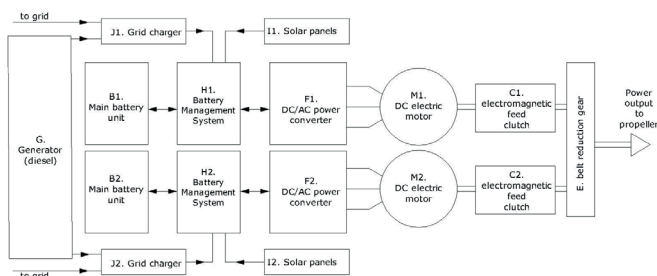 to grid
J1. Grid charger
I1. Solar panels
G.
Generator
(diesel)
B1.
Main battery
unit
H1.
Battery
Management
System
F1.
DC/AC power
converter
M1.
DC electric
motor
C1.
electromagnetic
feed
clutch
E. belt reduction gear
Power
output
to
propeller
B2.
Main battery
unit
H2.
Battery
Management
System
F2.
DC/AC power
converter
M2.
DC electric
motor
C2.
electromagnetic
feed
clutch
J2. Grid charger
I2. Solar panels
to grid